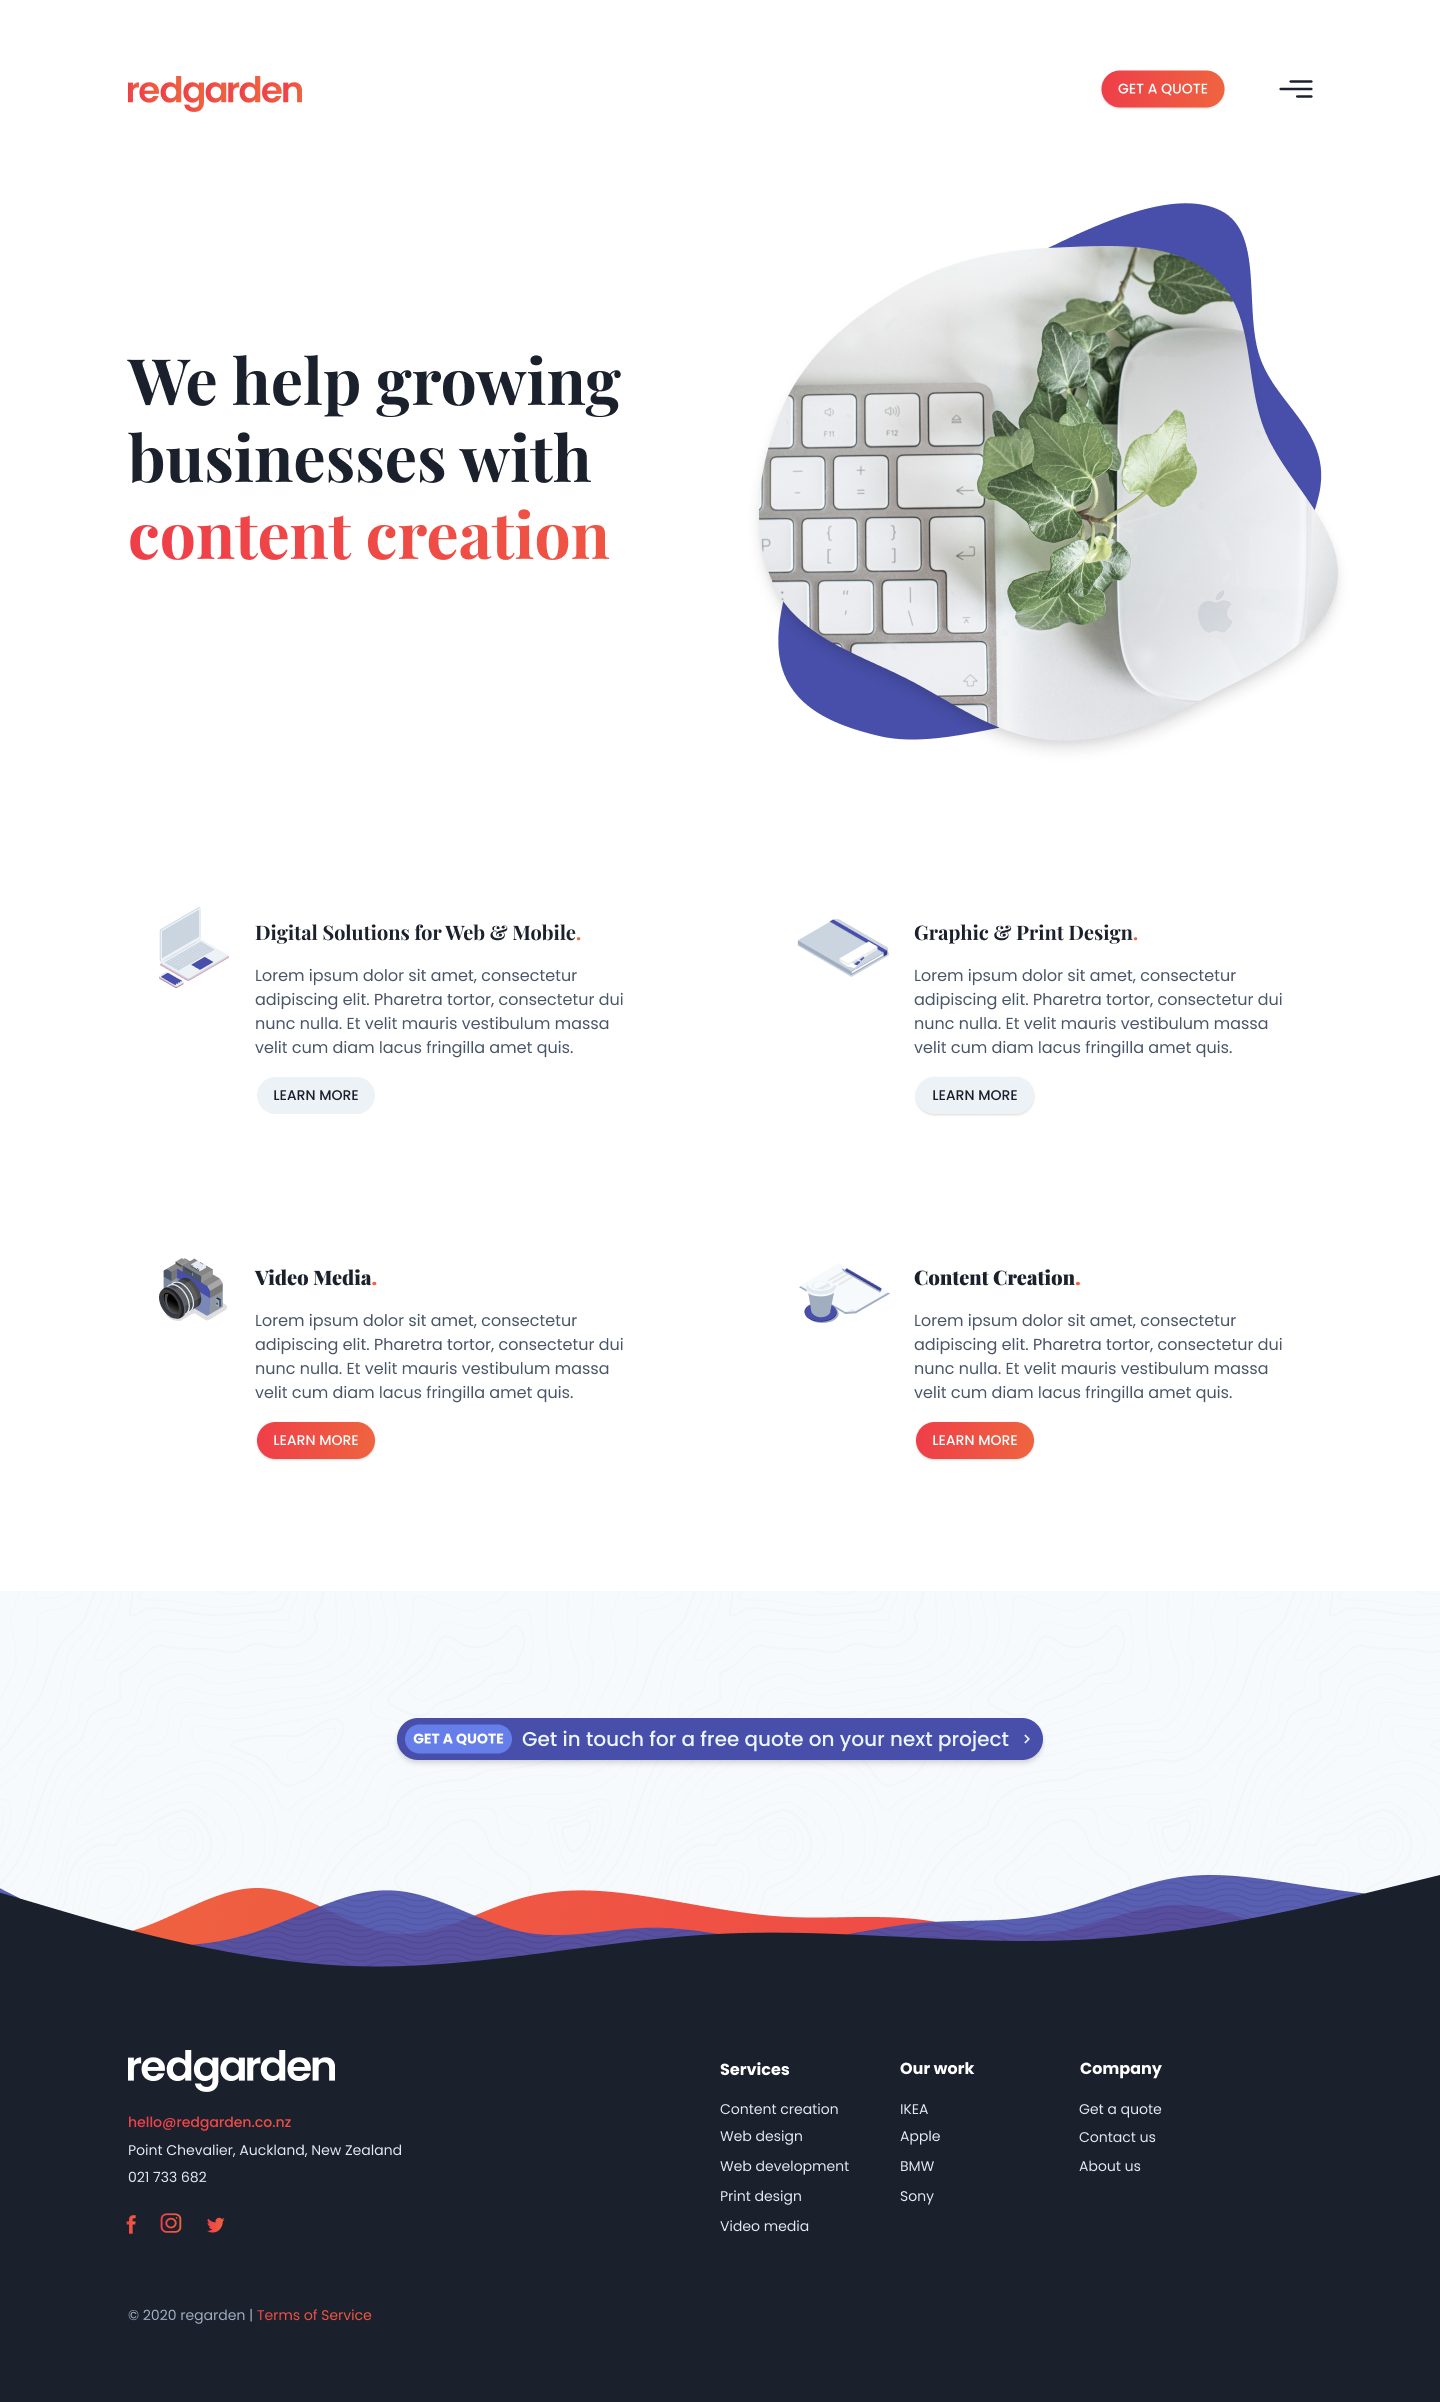 redgarden
GET A QUOTE
We help growing
businesses with
content creation
F11
F12
P
Digital Solutions for Web & Mobile.
Lorem ipsum dolor sit amet, consectetur
adipiscing elit. Pharetra tortor, consectetur dui
nunc nulla. Et velit mauris vestibulum massa
velit cum diam lacus fringilla amet quis.
LEARN MORE
Graphic & Print Design.
Lorem ipsum dolor sit amet, consectetur
adipiscing elit. Pharetra tortor, consectetur dui
nunc nulla. Et velit mauris vestibulum massa
velit cum diam lacus fringilla amet quis.
LEARN MORE
Video Media.
Lorem ipsum dolor sit amet, consectetur
adipiscing elit. Pharetra tortor, consectetur dui
nunc nulla. Et velit mauris vestibulum massa
velit cum diam lacus fringilla amet quis.
LEARN MORE
Content Creation.
Lorem ipsum dolor sit amet, consectetur
adipiscing elit. Pharetra tortor, consectetur dui
nunc nulla. Et velit mauris vestibulum massa
velit cum diam lacus fringilla amet quis.
LEARN MORE
GET A QUOTE Get in touch for a free quote on your next project
redgarden
hello@redgarden.co.nz
Point Chevalier, Auckland, New Zealand
021 733 682
Services
Content creation
Web design
Web development
Print design
Video media
Our work
IKEA
Apple
BMW
Sony
Company
Get a quote
Contact us
About us
© 2020 regarden | Terms of Service